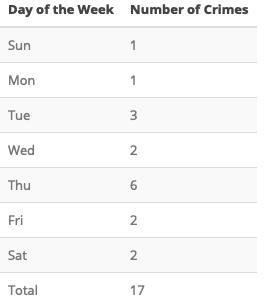 Day of the Week Number of Crimes
Sun 1
Mon 1
Tue 3
Wed 2
Thu 6
Fri 2
Sat 2
Total 17